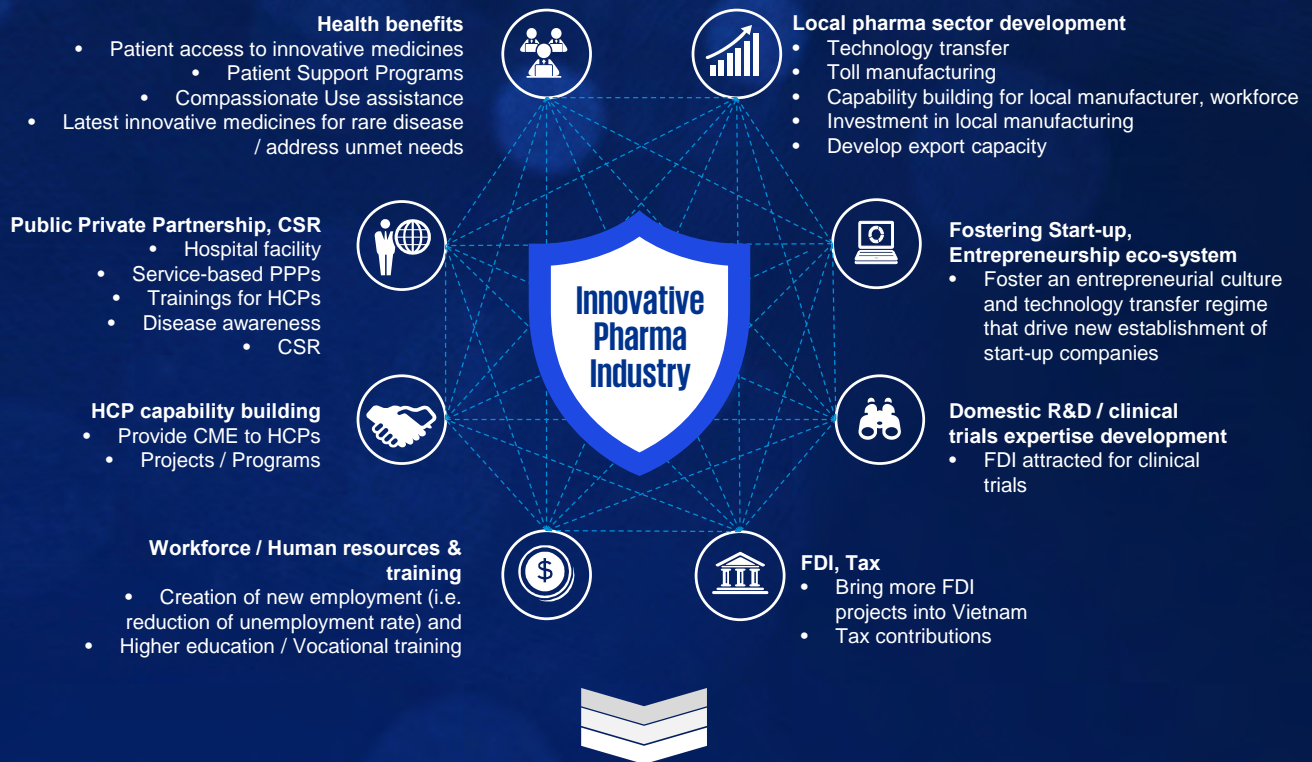 Health benefits
• Patient access to innovative medicines
• Patient Support Programs
• Compassionate Use assistance
• Latest innovative medicines for rare disease
/ address unmet needs
Local pharma sector development
• Technology transfer
• Toll manufacturing
• Capability building for local manufacturer, workforce
• Investment in local manufacturing
• Develop export capacity
Public Private Partnership, CSR
• Hospital facility
• Service-based PPPs
• Trainings for HCPs
• Disease awareness
• CSR
Innovative
Pharma
Industry
Fostering Start-up,
Entrepreneurship eco-system
• Foster an entrepreneurial culture
and technology transfer regime
that drive new establishment of
start-up companies
HCP capability building
• Provide CME to HCPs
• Projects / Programs
Domestic R&D / clinical
trials expertise development
• FDI attracted for clinical
trials
Workforce / Human resources &
training
• Creation of new employment (i.e.
reduction of unemployment rate) and
• Higher education / Vocational training
$
FDI, Tax
• Bring more FDI
projects into Vietnam
• Tax contributions